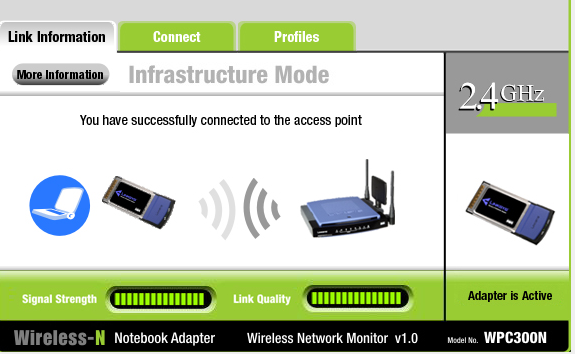 Link Information
Connect
Profiles
More Information
Infrastructure Mode
2.4GHz
You have successfully connected to the access point
Signal Strength
Link Quality
Adapter is Active
Wireless-N Notebook Adapter
Wireless Network Monitor v1.0
Model No. WPC300N